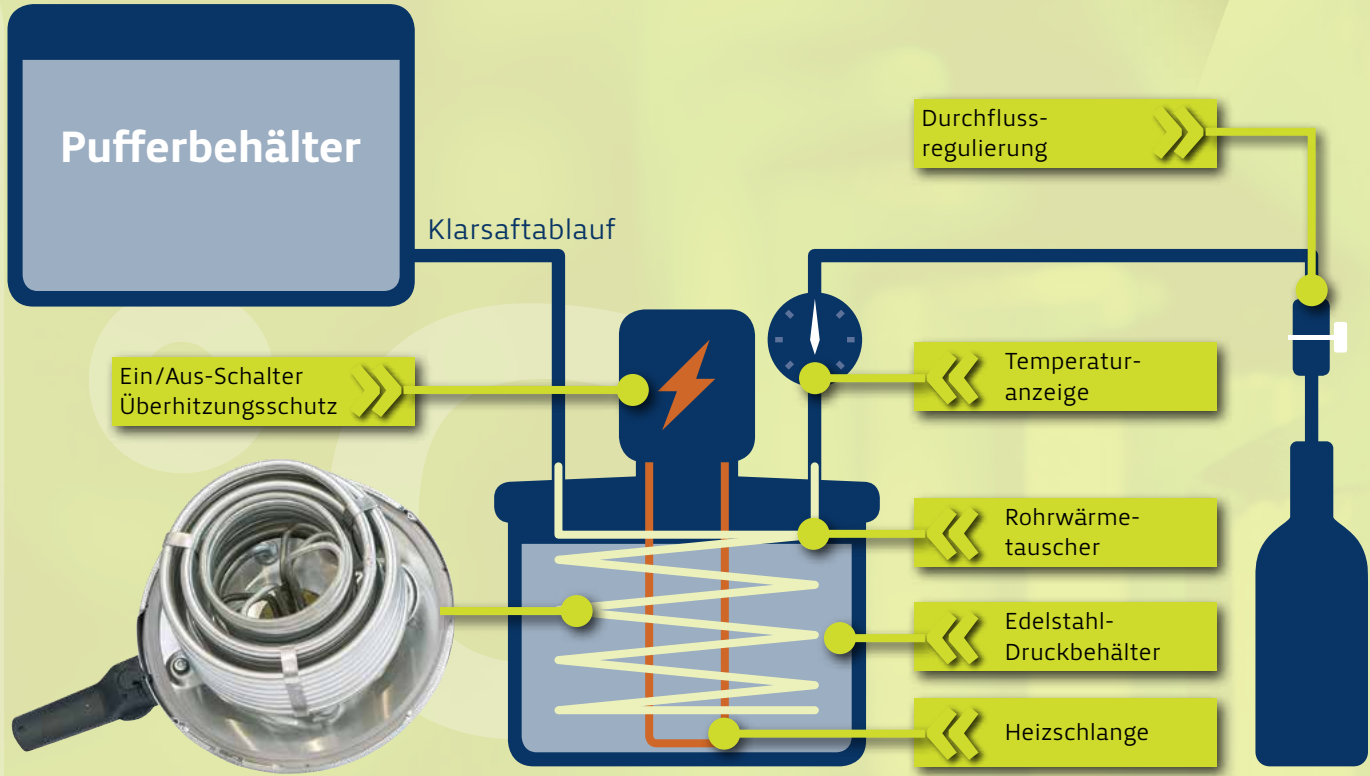 Pufferbehälter
Klarsaftablauf
Durchfluss-
regulierung
Ein/Aus-Schalter
Überhitzungsschutz
Temperatur-
anzeige
Rohrwärme-
tauscher
Edelstahl-
Druckbehälter
Heizschlange